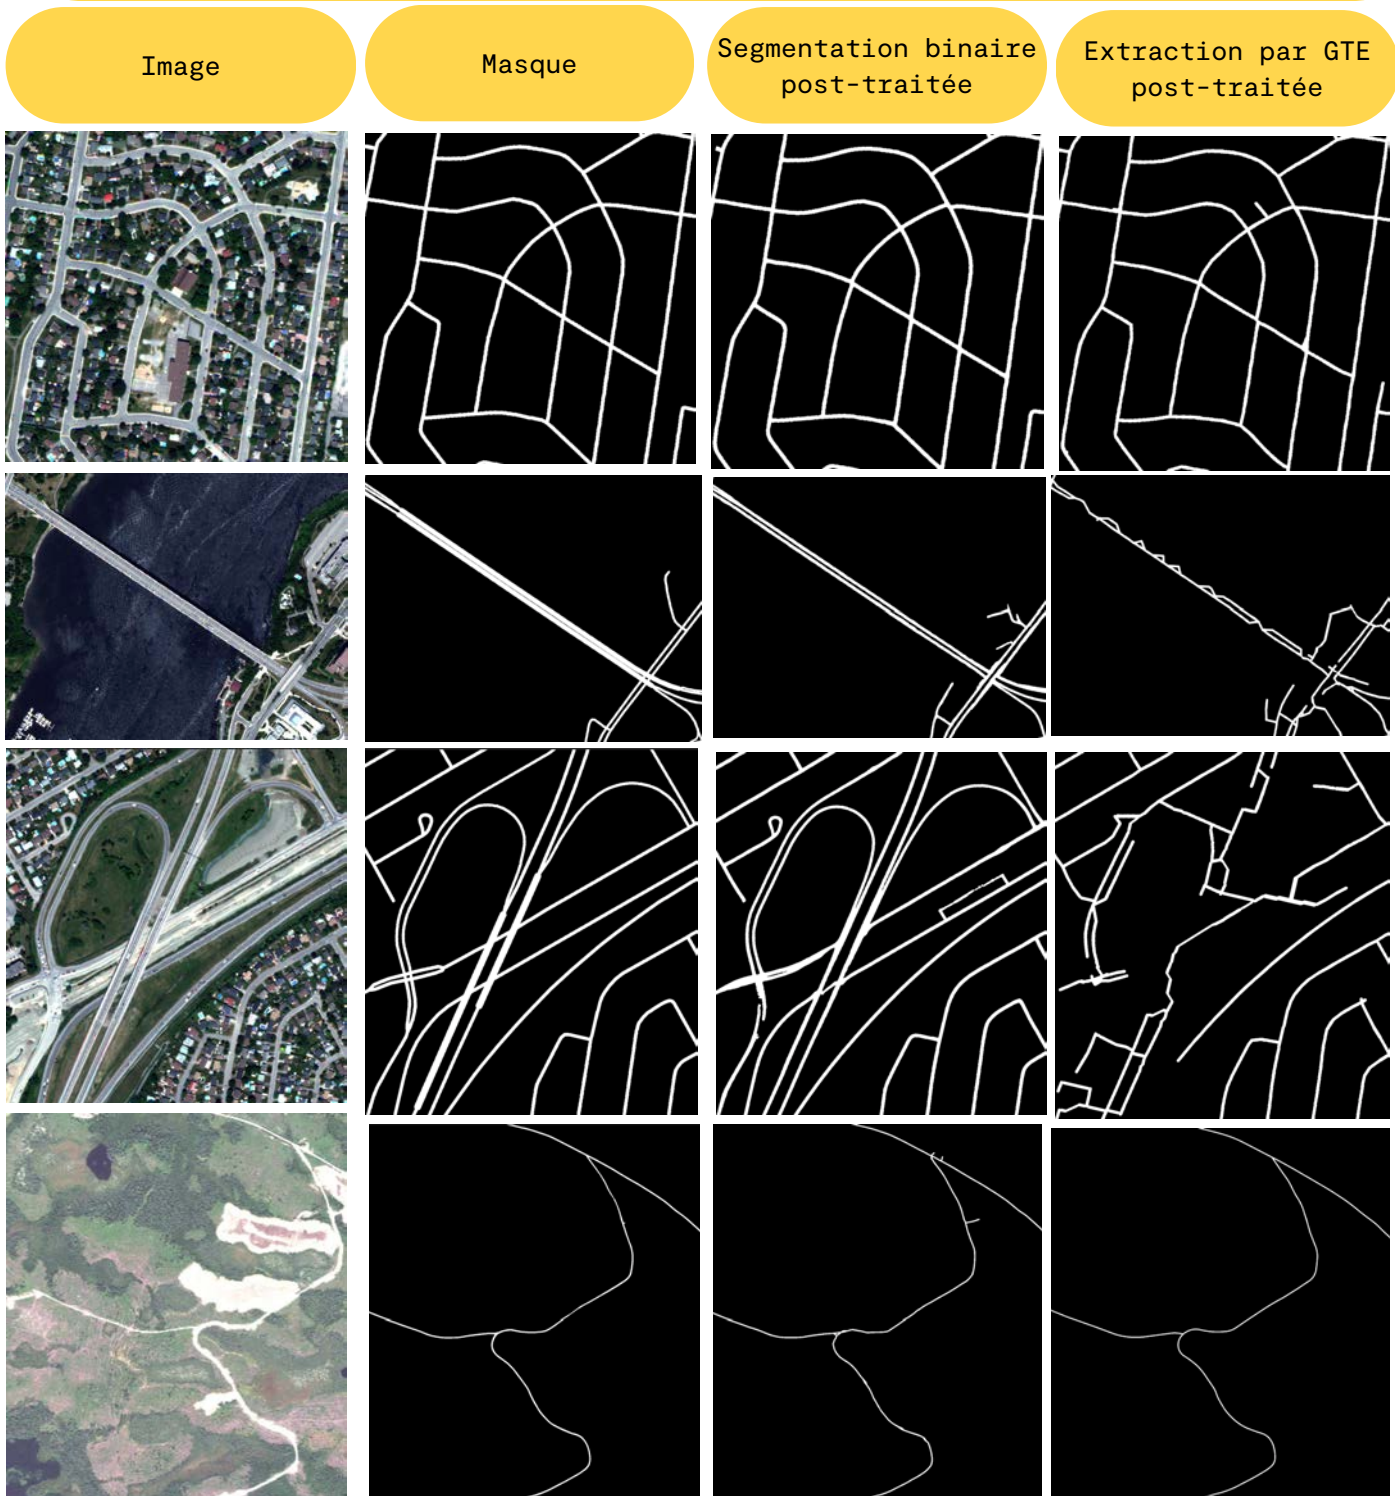 Image
Masque
Segmentation binaire
post-traitée
Extraction par GTE
post-traitée